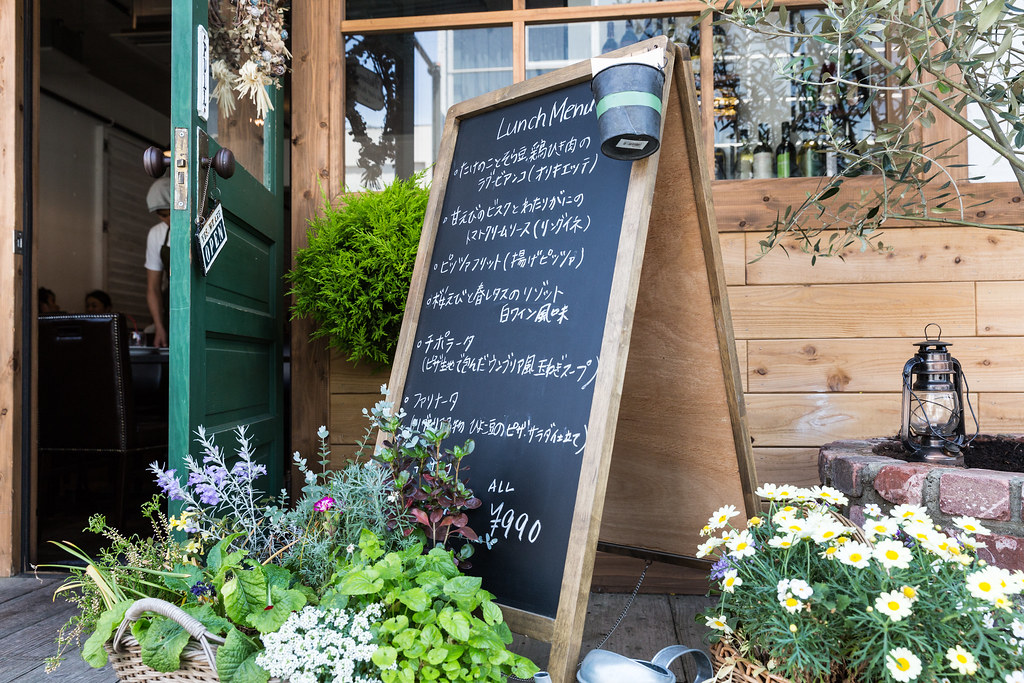 Lunch Menu
。たけのことそら豆、鶏ひき肉の
ラグービアンコ(オリキエッテ)
。甘えびのビスクとわたりがにの
トマトクリームソース(リングイネ)
。ピッツァフリット(揚げピッツァ)
。桜えびと春レタスのリゾット
白ワイン風味
。チポラータ
(ピザ生地で包んだウンブリア風玉ねぎスープ)
。ファリナータ
ひよこ豆のピザ、サラダ仕立て)
ALL
¥990
OPEN